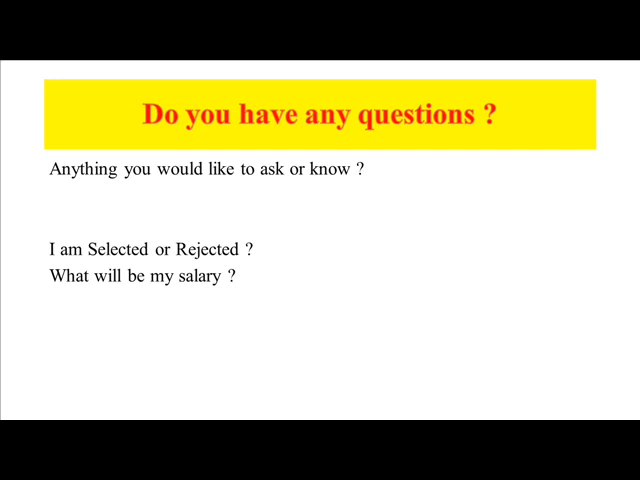 Do you have any questions ?
Anything you would like to ask or know ?
I am Selected or Rejected ?
What will be my salary ?